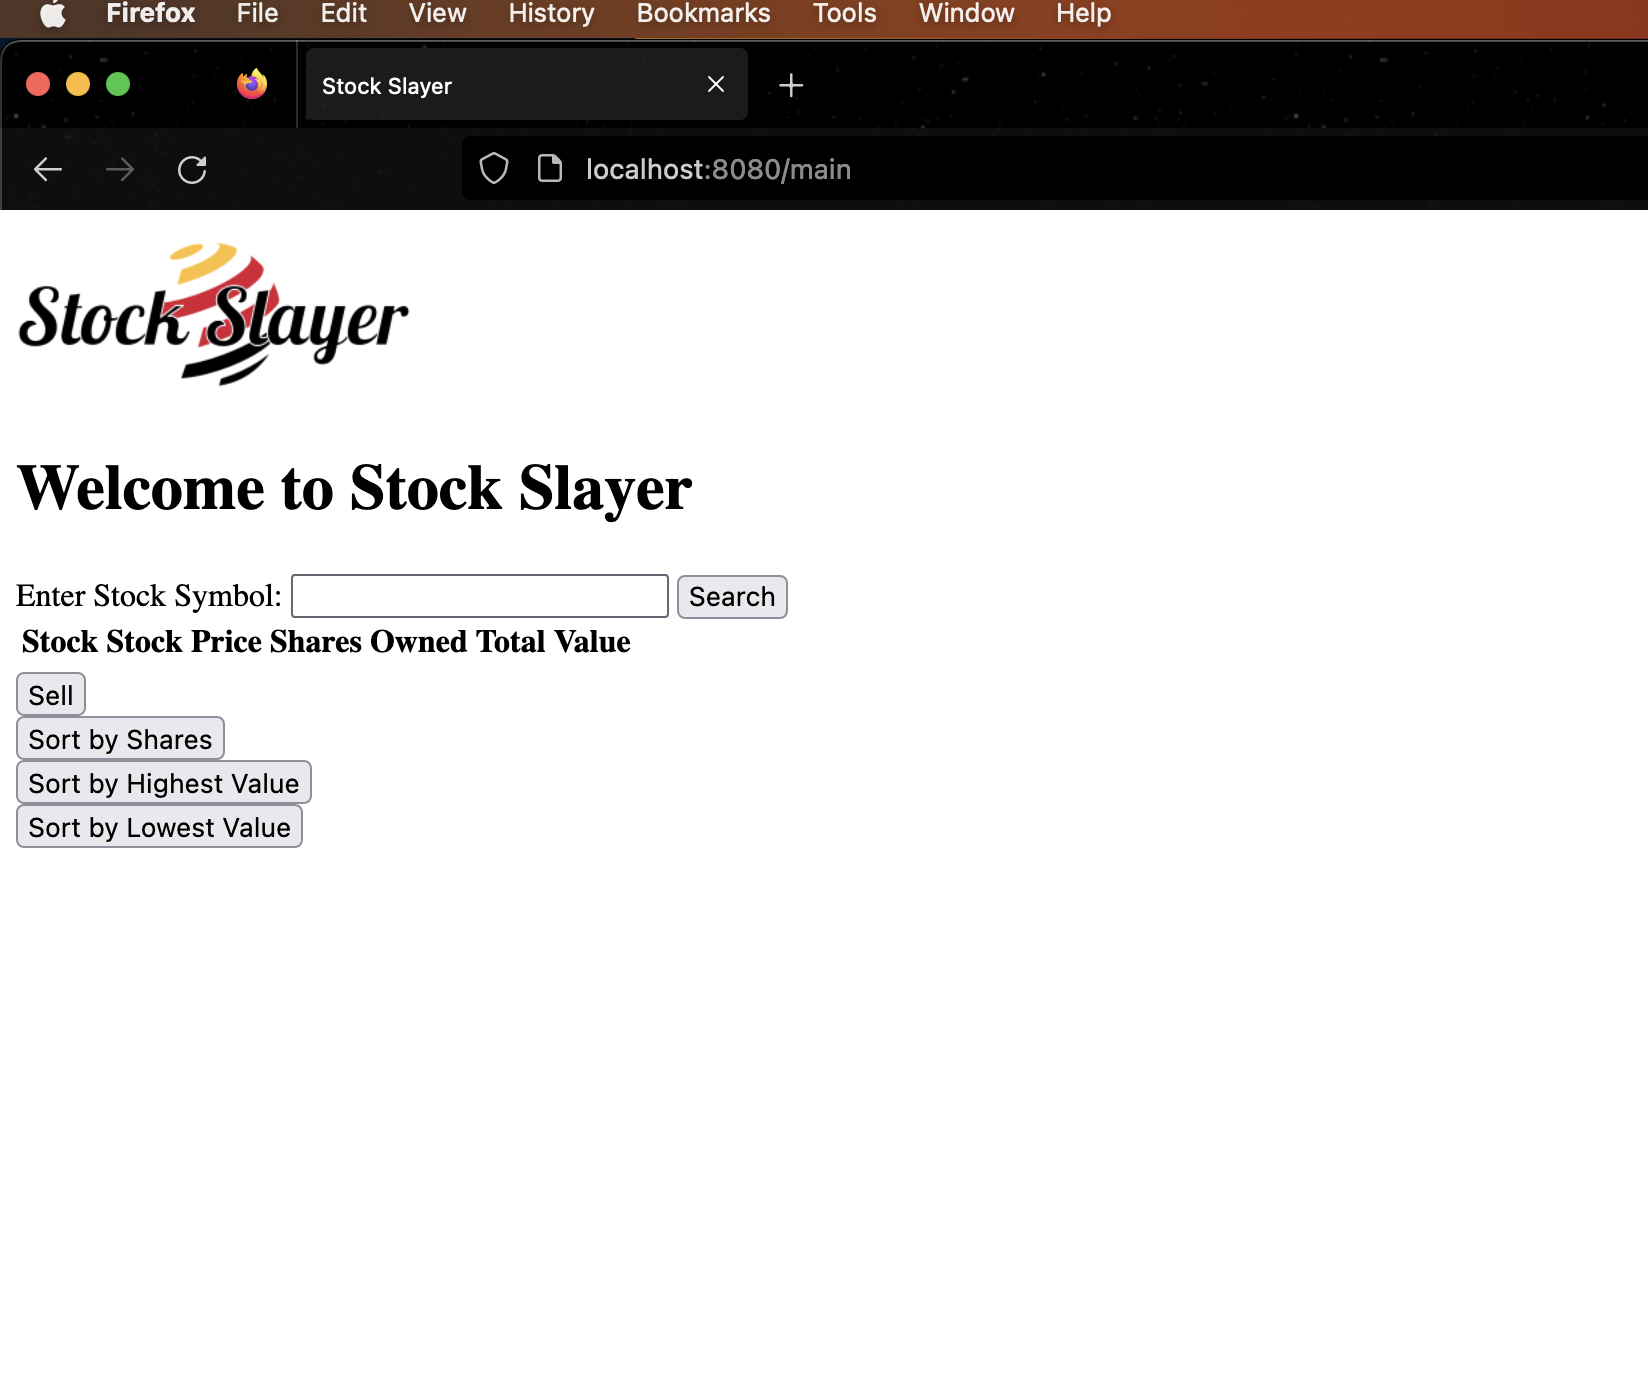 Firefox File Edit View History Bookmarks Tools Window Help
Stock Slayer
localhost:8080/main
Stock Slayer
Welcome to Stock Slayer
Enter Stock Symbol: Search
Stock Stock Price Shares Owned Total Value
Sell
Sort by Shares
Sort by Highest Value
Sort by Lowest Value